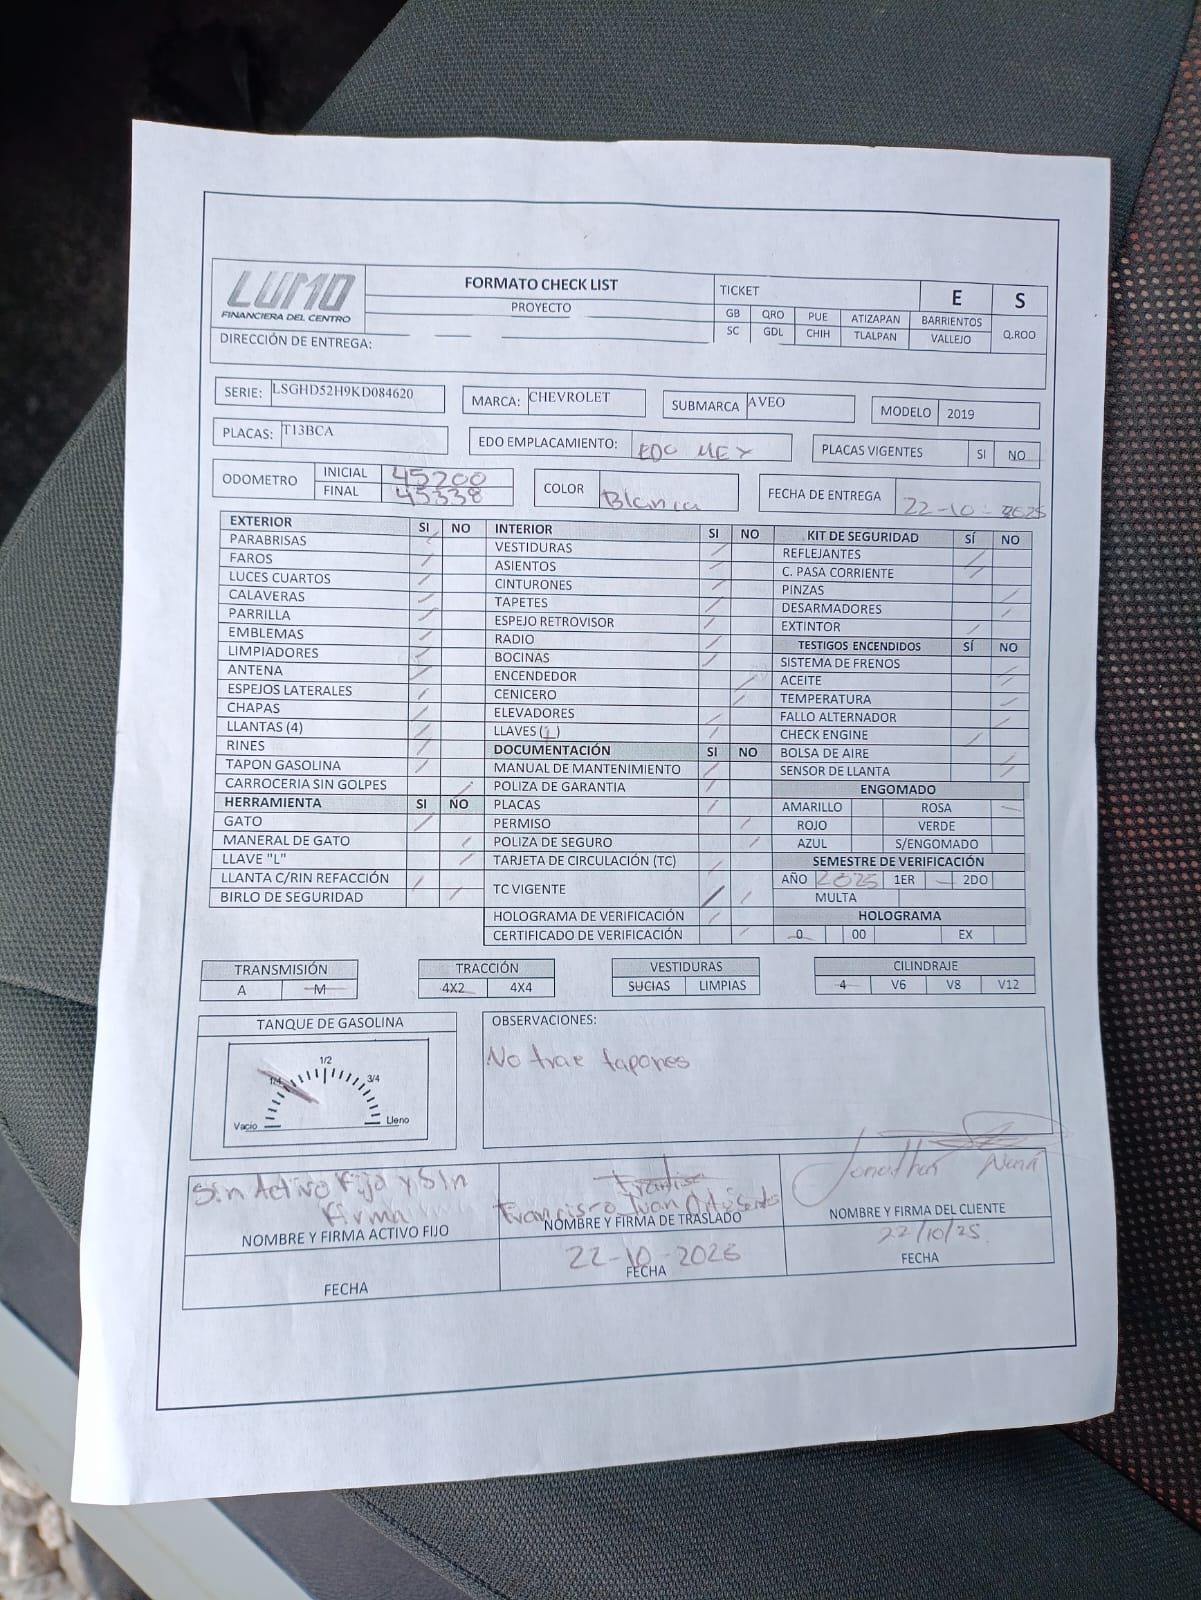 LUMO
FINANCIERA DEL CENTRO
FORMATO CHECK LIST
PROYECTO
TICKET
E S
GB QRO PUE ATIZAPAN BARRIENTOS
SC GDL CHIH TLALPAN VALLEJO Q.ROO
DIRECCIÓN DE ENTREGA:
SERIE: LSGHD52H9KD084620 MARCA: CHEVROLET SUBMARCA AVEO MODELO 2019
PLACAS: T13BCA EDO EMPLACAMIENTO: EDO MEX PLACAS VIGENTES SI NO
ODOMETRO INICIAL 45200 COLOR Blanca FECHA DE ENTREGA 22-10-2025
FINAL 45338
EXTERIOR SI NO INTERIOR SI NO KIT DE SEGURIDAD SÍ NO
PARABRISAS VESTIDURAS REFLEJANTES
FAROS ASIENTOS C. PASA CORRIENTE
LUCES CUARTOS CINTURONES PINZAS
CALAVERAS TAPETES DESARMADORES
PARRILLA ESPEJO RETROVISOR EXTINTOR
EMBLEMAS RADIO TESTIGOS ENCENDIDOS SÍ NO
LIMPIADORES BOCINAS SISTEMA DE FRENOS
ANTENA ENCENDEDOR ACEITE
ESPEJOS LATERALES CENICERO TEMPERATURA
CHAPAS ELEVADORES FALLO ALTERNADOR
LLANTAS (4) LLAVES (1) CHECK ENGINE
RINES DOCUMENTACIÓN SI NO BOLSA DE AIRE
TAPON GASOLINA MANUAL DE MANTENIMIENTO SENSOR DE LLANTA
CARROCERIA SIN GOLPES POLIZA DE GARANTIA ENGOMADO
HERRAMIENTA SI NO PLACAS AMARILLO ROSA
GATO PERMISO ROJO VERDE
MANERAL DE GATO POLIZA DE SEGURO AZUL S/ENGOMADO
LLAVE "L" TARJETA DE CIRCULACIÓN (TC) SEMESTRE DE VERIFICACIÓN
LLANTA C/RIN REFACCIÓN TC VIGENTE AÑO 2025 1ER 2DO
BIRLO DE SEGURIDAD MULTA
HOLOGRAMA DE VERIFICACIÓN HOLOGRAMA
CERTIFICADO DE VERIFICACIÓN 0 00 EX
TRANSMISIÓN TRACCIÓN VESTIDURAS CILINDRAJE
A M 4X2 4X4 SUCIAS LIMPIAS 4 V6 V8 V12
TANQUE DE GASOLINA OBSERVACIONES:
No trae tapones
1/2
1/4 3/4
Vacio Lleno
Sin Activo Fijo y Sin
firma
NOMBRE Y FIRMA ACTIVO FIJO
Francisco Juan
NOMBRE Y FIRMA DE TRASLADO
Jonathan
NOMBRE Y FIRMA DEL CLIENTE
FECHA
22-10-2025
FECHA
22/10/25
FECHA